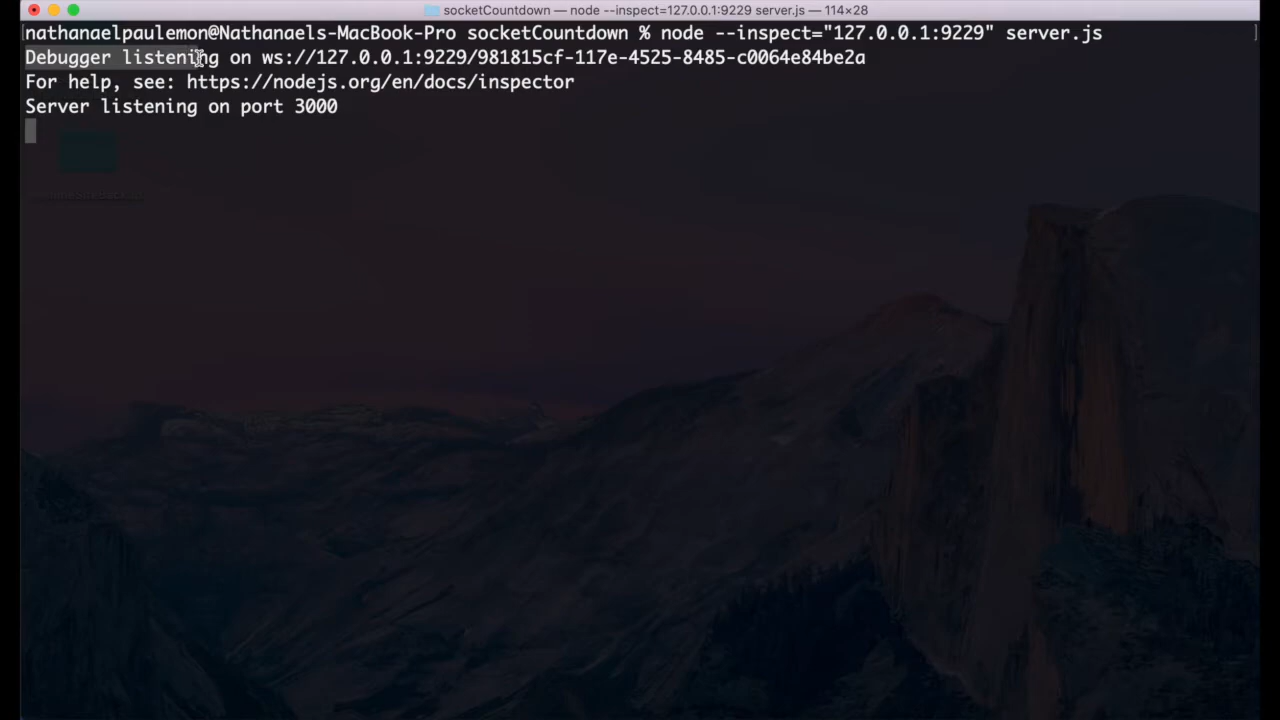 socketCountdown — node --inspect=127.0.0.1:9229 server.js — 114×28
nathanaelpaulemon@Nathanaels-MacBook-Pro socketCountdown % node --inspect="127.0.0.1:9229" server.js
Debugger listening on ws://127.0.0.1:9229/981815cf-117e-4525-8485-c0064e84be2a
For help, see: https://nodejs.org/en/docs/inspector
Server listening on port 3000